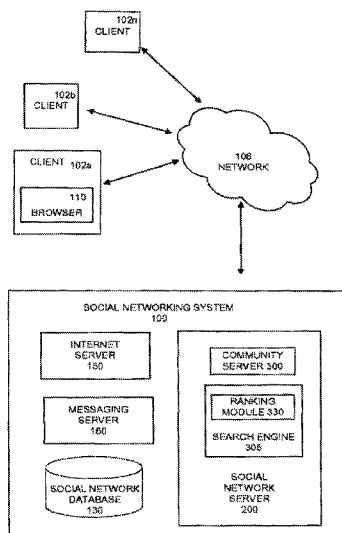 102n
CLIENT
102b
CLIENT
CLIENT
102a
110
BROWSER
106
NETWORK
SOCIAL NETWORKING SYSTEM
100
INTERNET
SERVER
150
COMMUNITY
SERVER 300
MESSAGING
SERVER
160
RANKING
MODULE 330
SEARCH ENGINE
305
SOCIAL NETWORK
DATABASE
130
SOCIAL
NETWORK
SERVER
200